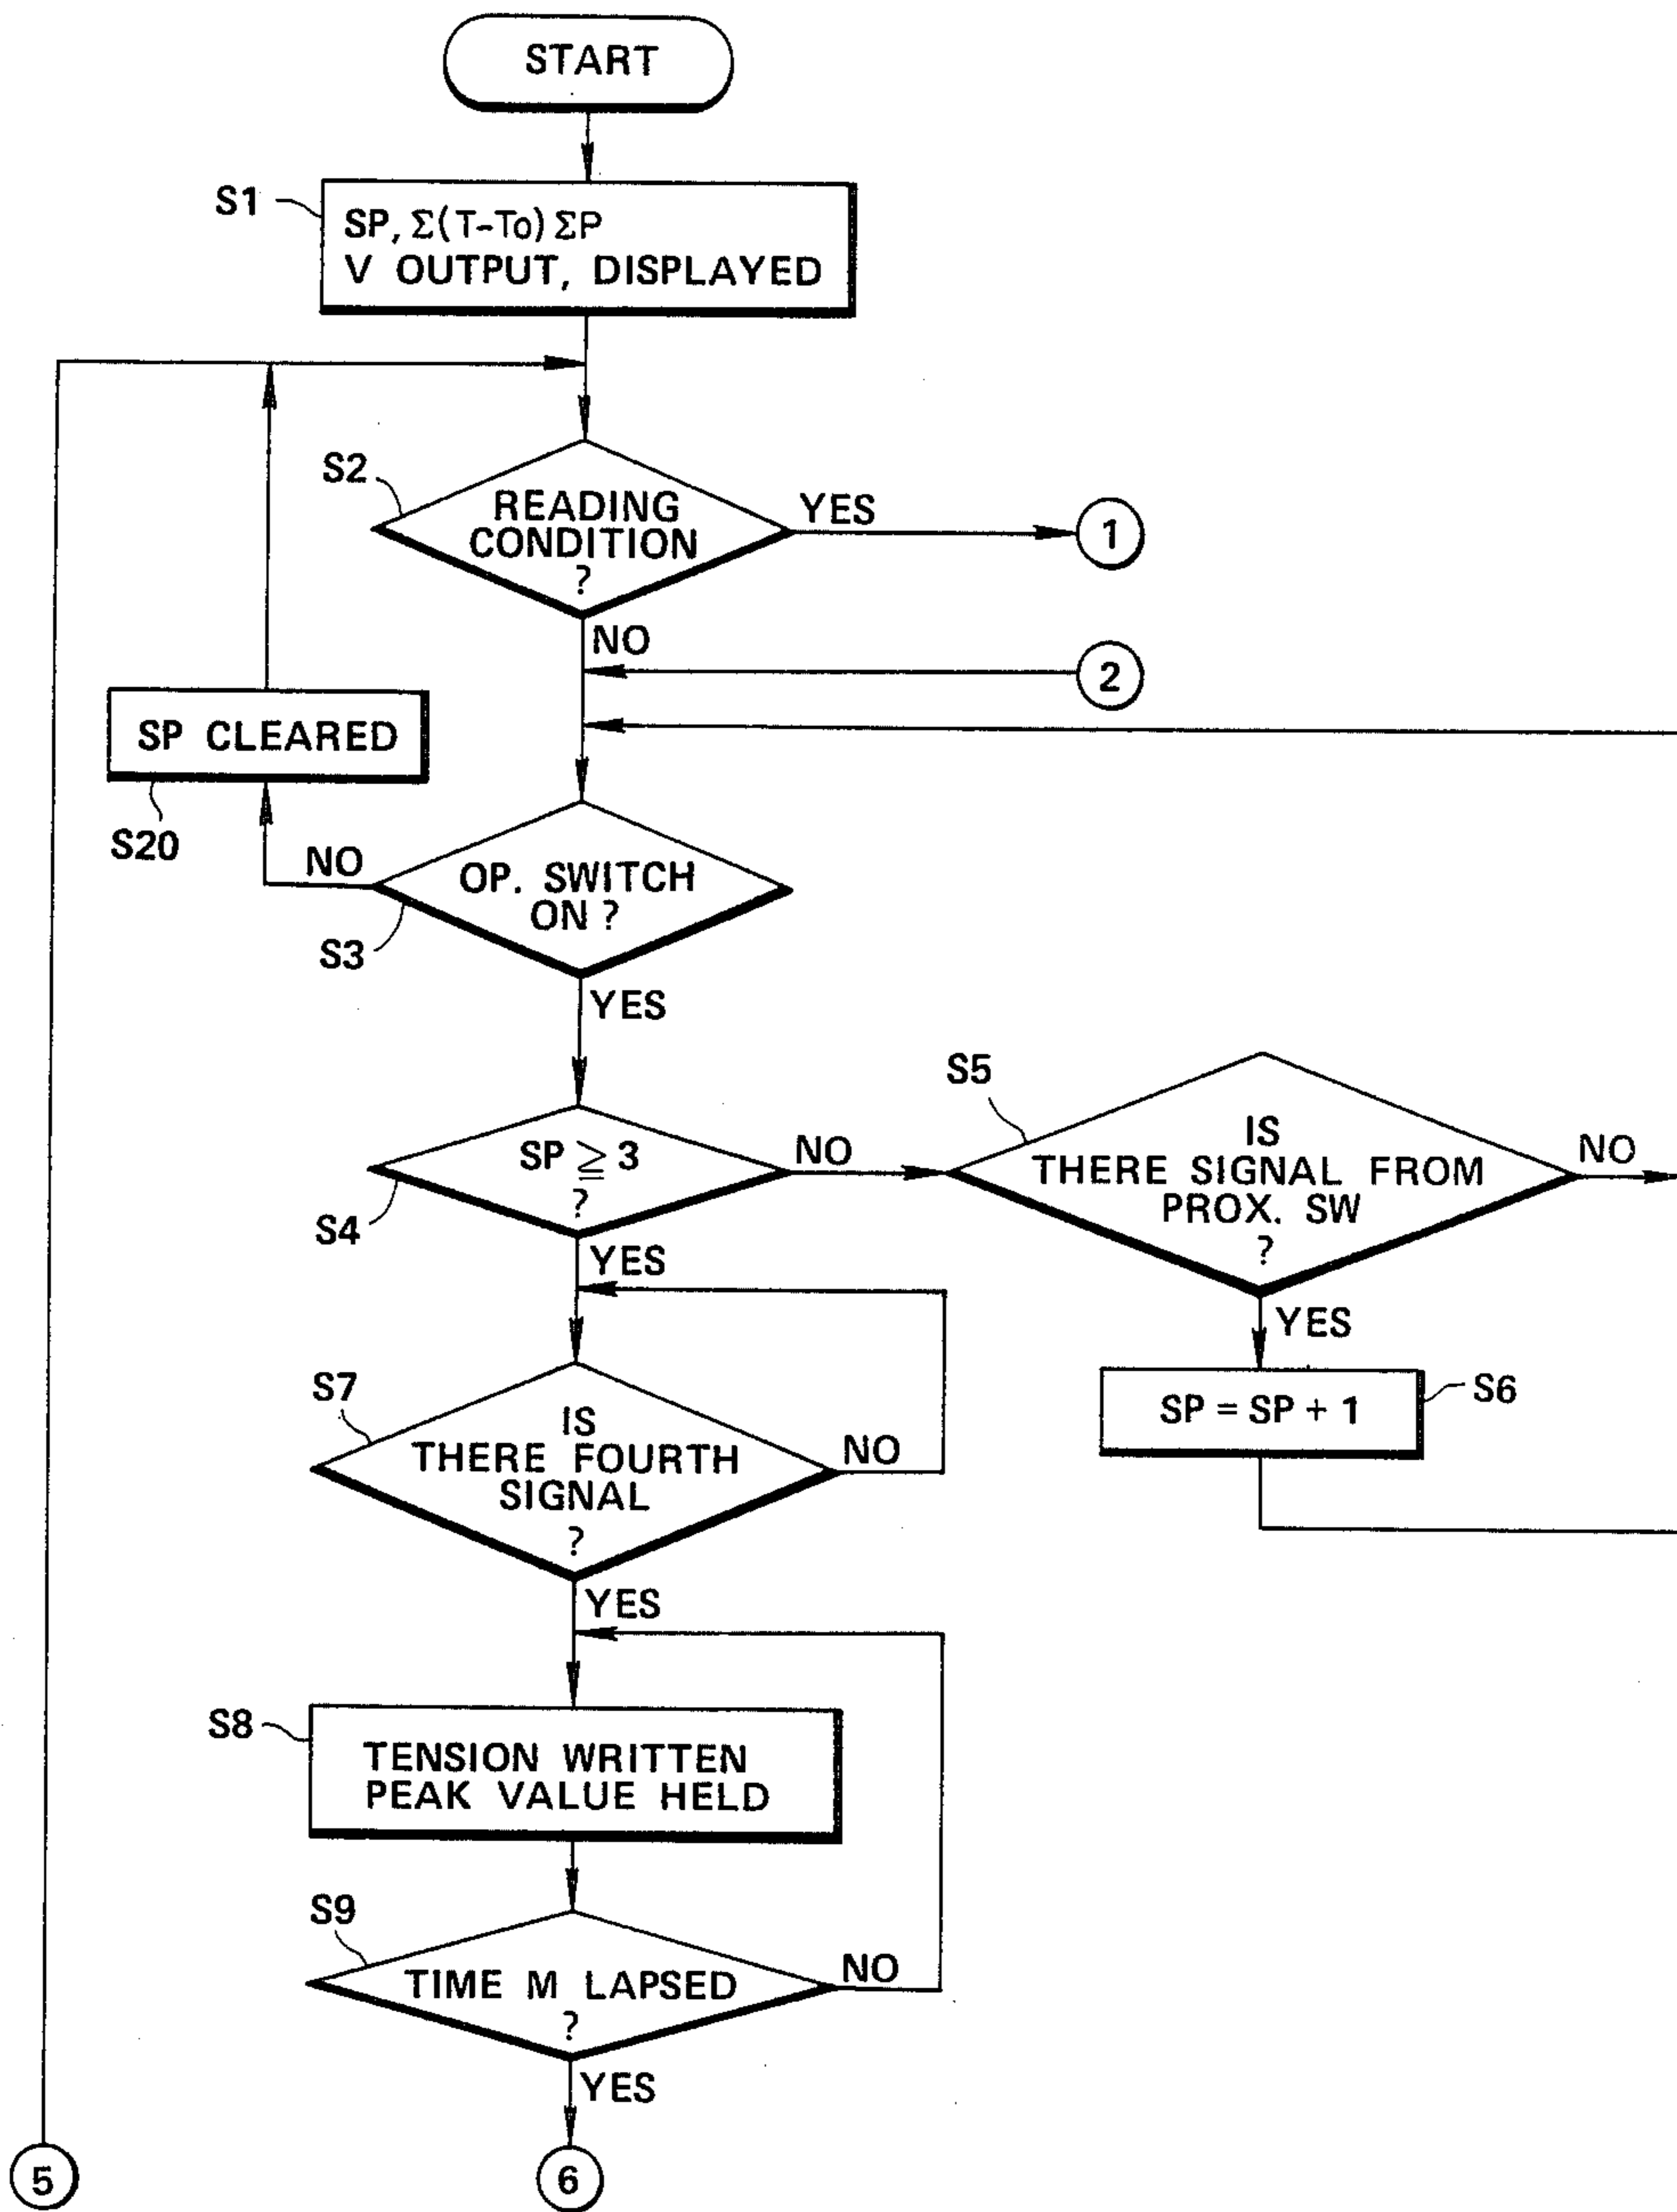 START
S1
SP, Σ(T-To) ΣP
V OUTPUT, DISPLAYED
S2
READING
CONDITION
?
YES
1
NO
2
SP CLEARED
S20
NO
OP. SWITCH
ON ?
S3
YES
S4
SP ≧ 3
?
NO
S5
IS
THERE SIGNAL FROM
PROX. SW
?
NO
YES
YES
SP = SP + 1
S6
S7
IS
THERE FOURTH
SIGNAL
?
NO
YES
S8
TENSION WRITTEN
PEAK VALUE HELD
S9
TIME M LAPSED
?
NO
YES
5
6